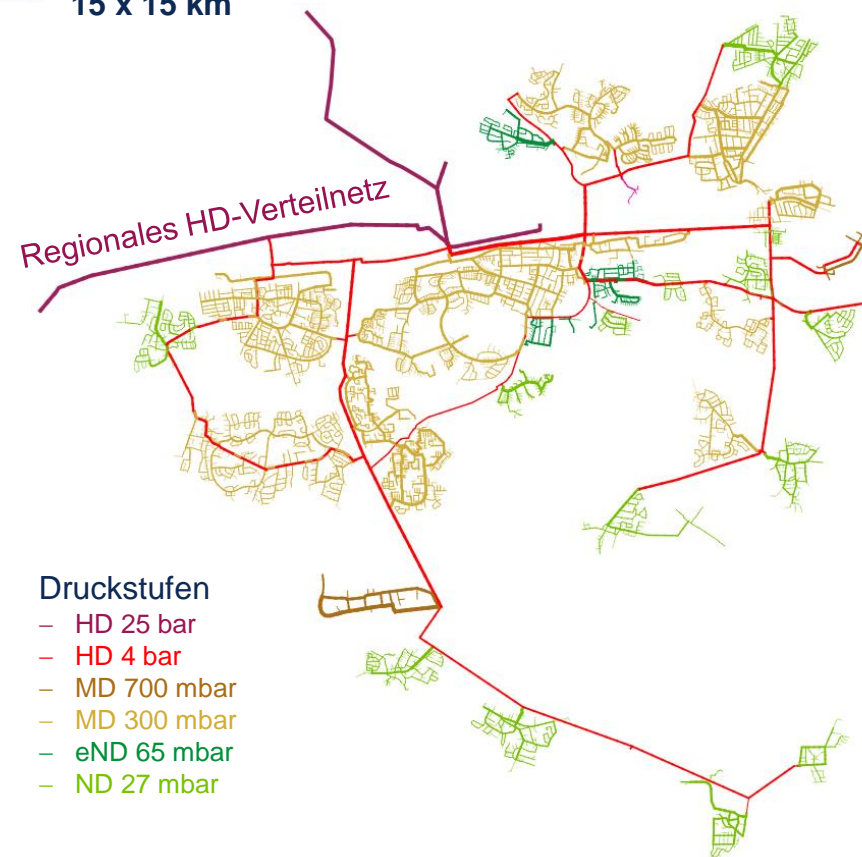 15 x 15 km
Regionales HD-Verteilnetz
Druckstufen
– HD 25 bar
– HD 4 bar
– MD 700 mbar
– MD 300 mbar
– eND 65 mbar
– ND 27 mbar